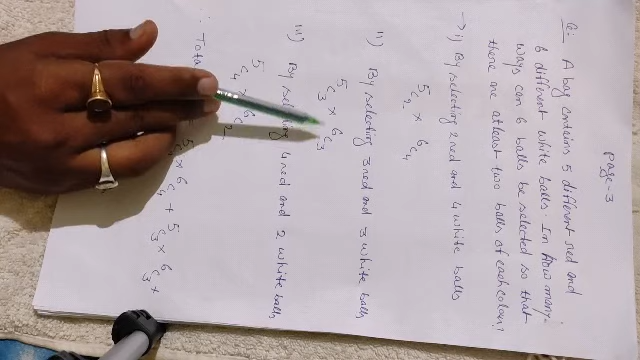 Page-3
Q:- A bag contains 5 different red and
6 different white balls. In how many
ways can 6 balls be selected so that
there are atleast two balls of each colour?
→ i) By selecting 2 red and 4 white balls
⁵C₂ × ⁶C₄
ii) By selecting 3 red and 3 white balls
⁵C₃ × ⁶C₃
iii) By selecting 4 red and 2 white balls
⁵C₄ × ⁶C₂
∴ × ⁶C₄ + ⁵C₃ × ⁶C₃ +